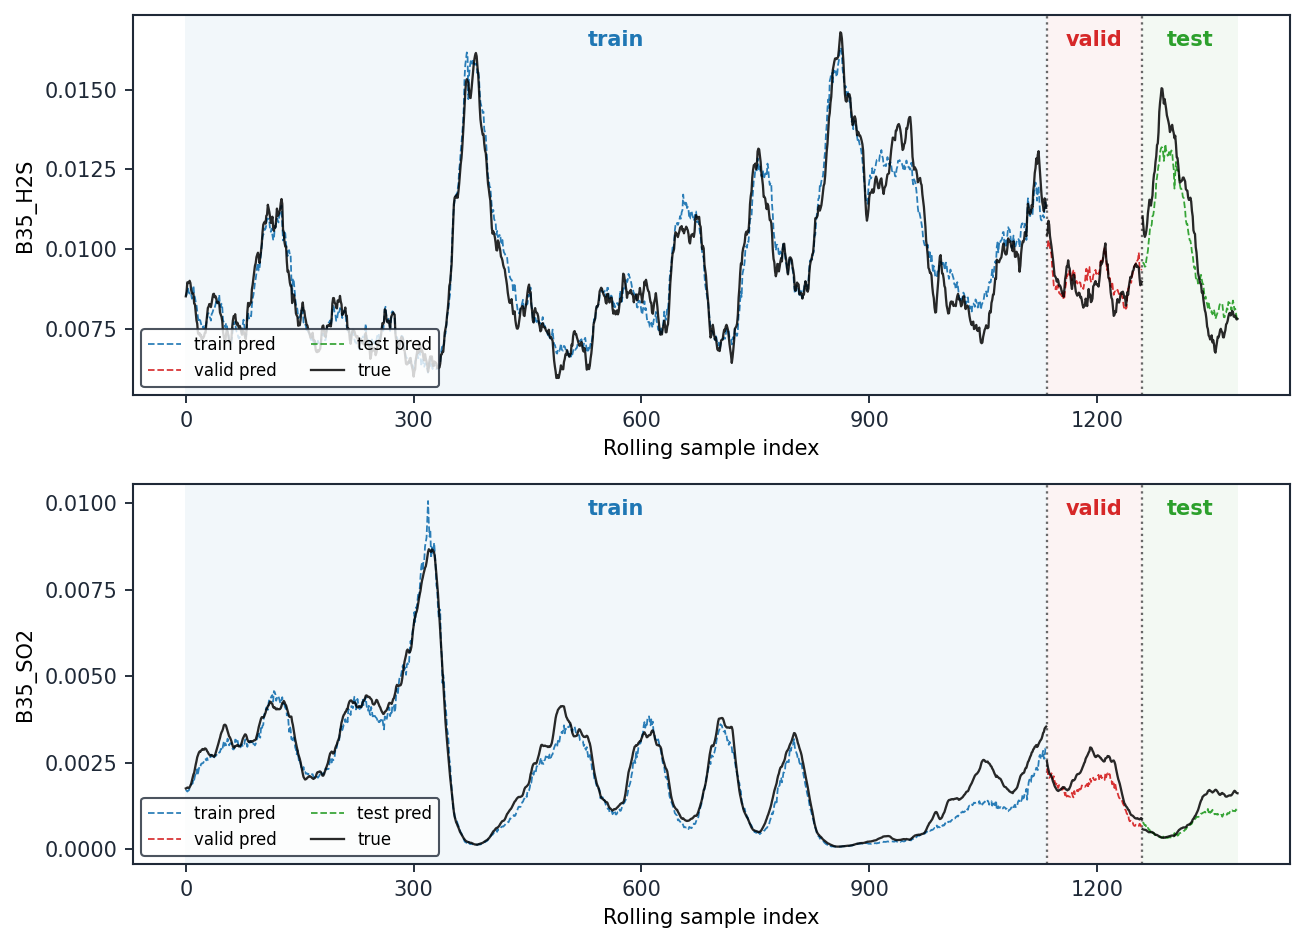 train
valid
test
0.0150
0.0125
0.0100
0.0075
B35_H2S
train pred
test pred
valid pred
true
0
300
600
900
1200
Rolling sample index
train
valid
test
0.0100
0.0075
0.0050
0.0025
0.0000
B35_SO2
train pred
test pred
valid pred
true
0
300
600
900
1200
Rolling sample index